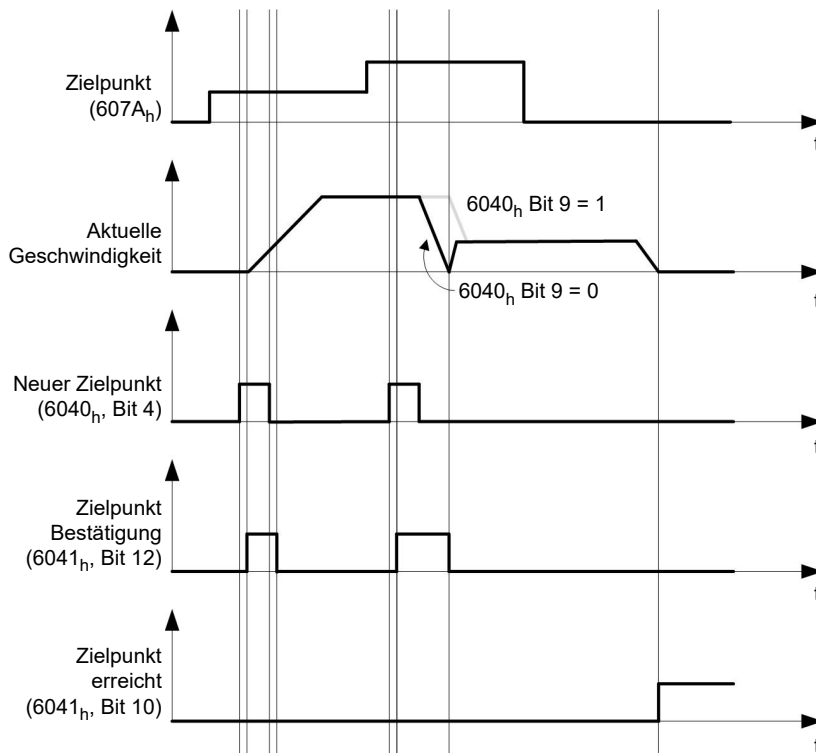 Zielpunkt
(607Aₕ)
t
6040ₕ Bit 9 = 1
Aktuelle
Geschwindigkeit
6040ₕ Bit 9 = 0
t
Neuer Zielpunkt
(6040ₕ, Bit 4)
t
Zielpunkt
Bestätigung
(6041ₕ, Bit 12)
t
Zielpunkt
erreicht
(6041ₕ, Bit 10)
t